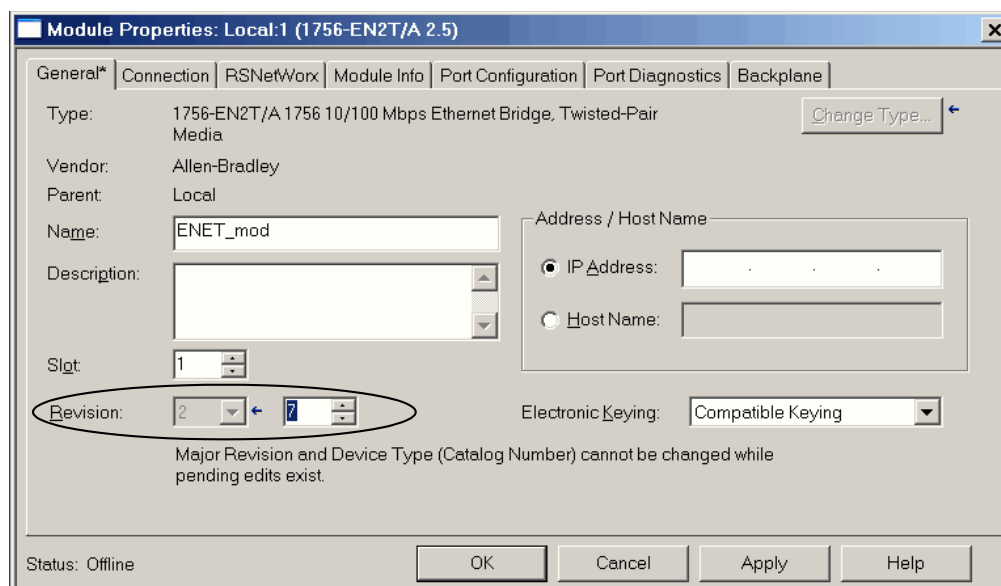 Module Properties: Local:1 (1756-EN2T/A 2.5)
General* Connection RSNetWorx Module Info Port Configuration Port Diagnostics Backplane
Type: 1756-EN2T/A 1756 10/100 Mbps Ethernet Bridge, Twisted-Pair
Media
Change Type...
Vendor: Allen-Bradley
Parent: Local
Name: ENET_mod
Description:
Address / Host Name
IP Address: . . .
Host Name:
Slot: 1
Revision: 2 7
Electronic Keying: Compatible Keying
Major Revision and Device Type (Catalog Number) cannot be changed while
pending edits exist.
Status: Offline
OK Cancel Apply Help